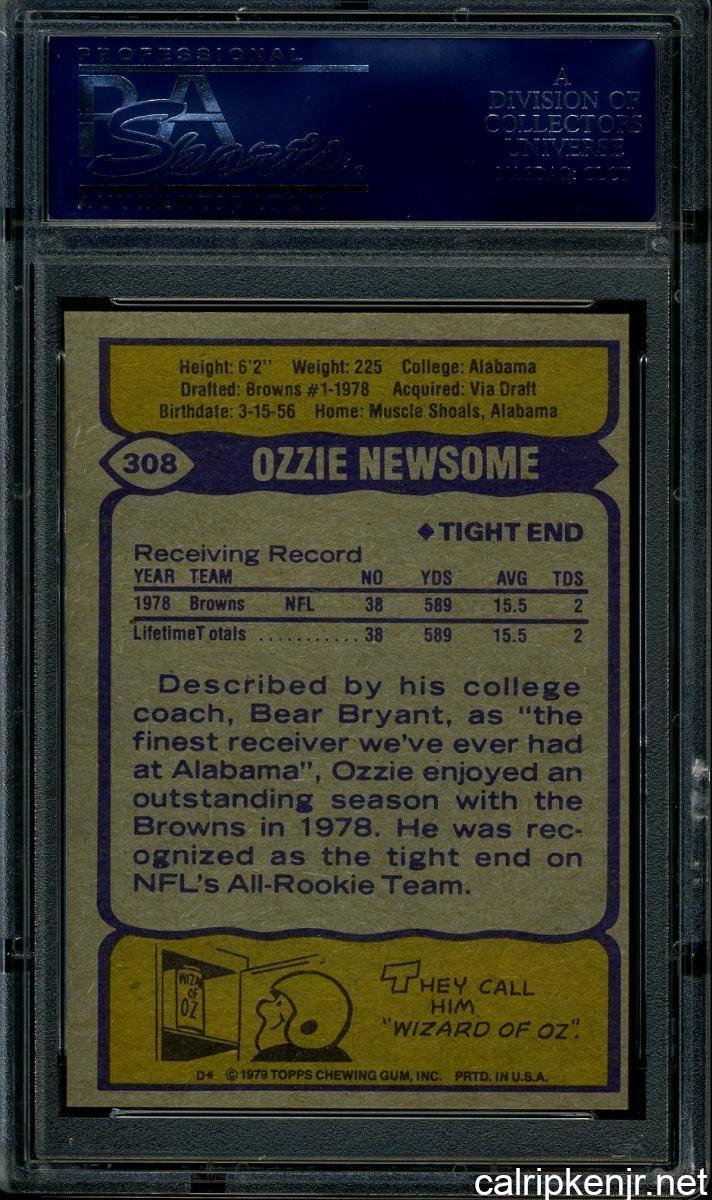 PROFESSIONAL
PSA
Sports
AUTHENTICATOR
A
DIVISION OF
COLLECTORS
UNIVERSE
NASDAQ: CLCT
Height: 6'2" Weight: 225 College: Alabama
Drafted: Browns #1-1978 Acquired: Via Draft
Birthdate: 3-15-56 Home: Muscle Shoals, Alabama
308 OZZIE NEWSOME
◆TIGHT END
Receiving Record
YEAR TEAM NO YDS AVG TDS
1978 Browns NFL 38 589 15.5 2
LifetimeT otals ........... 38 589 15.5 2
Described by his college
coach, Bear Bryant, as "the
finest receiver we've ever had
at Alabama", Ozzie enjoyed an
outstanding season with the
Browns in 1978. He was rec-
ognized as the tight end on
NFL's All-Rookie Team.
WIZA
OF
OZ
THEY CALL
HIM
"WIZARD OF OZ".
D* © 1979 TOPPS CHEWING GUM, INC. PRTD. IN U.S.A.
calripkenjr.net